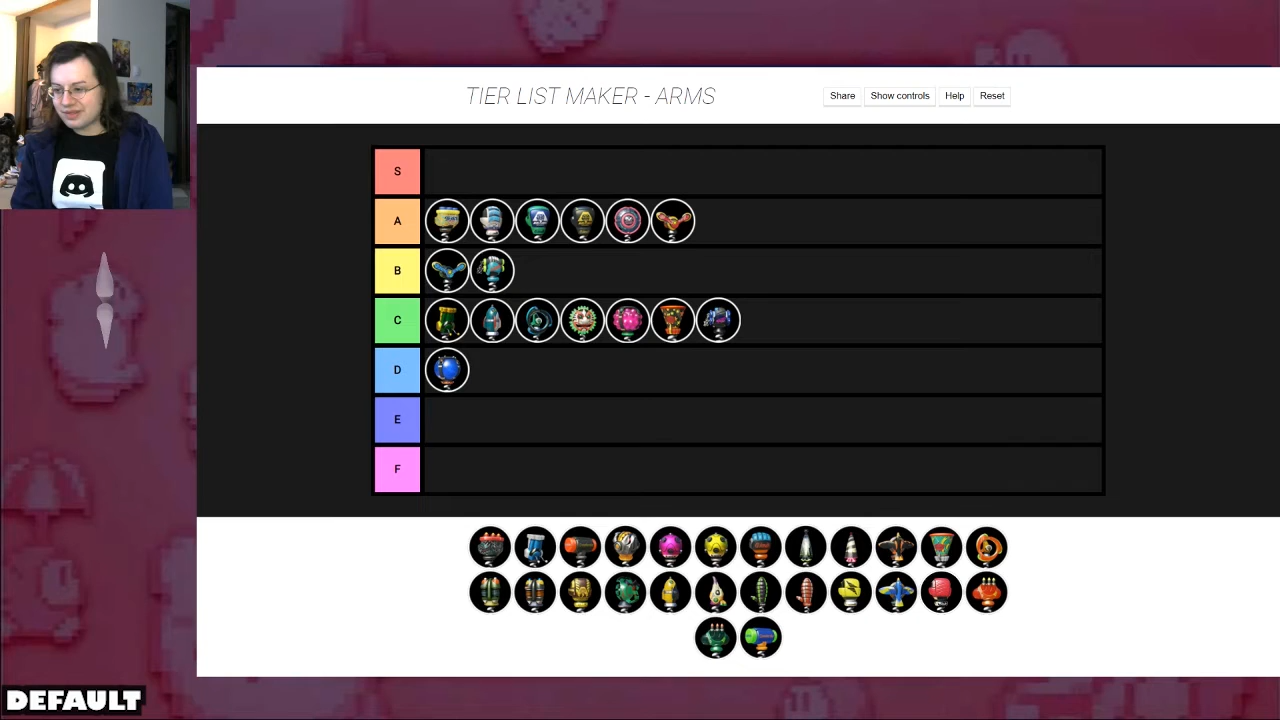 TIER LIST MAKER - ARMS
Share
Show controls
Help
Reset
S
A
B
C
D
E
F
DEFAULT